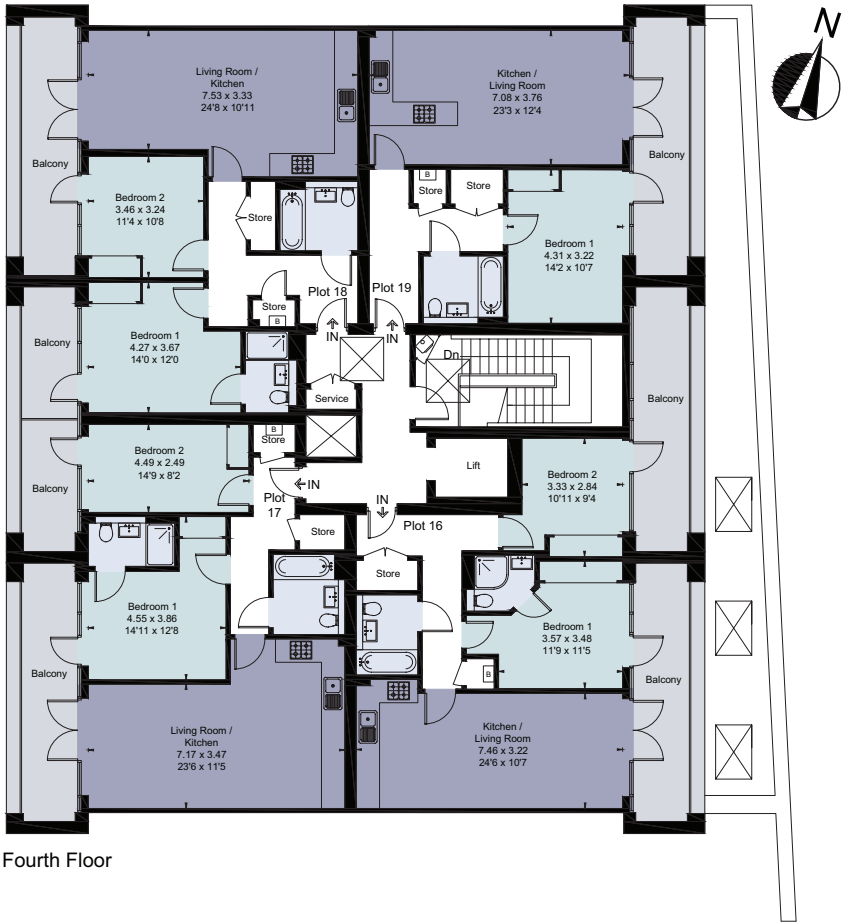 N
Living Room /
Kitchen
7.53 x 3.33
24'8 x 10'11
Kitchen /
Living Room
7.08 x 3.76
23'3 x 12'4
Balcony
Balcony
Bedroom 2
3.46 x 3.24
11'4 x 10'8
Store
B
Store
Store
Bedroom 1
4.31 x 3.22
14'2 x 10'7
Plot 18
Plot 19
Store
B
IN
IN
Balcony
Bedroom 1
4.27 x 3.67
14'0 x 12'0
Dn
Service
Balcony
Bedroom 2
4.49 x 2.49
14'9 x 8'2
B
Store
Lift
Bedroom 2
3.33 x 2.84
10'11 x 9'4
Balcony
IN
Plot
17
IN
Plot 16
Store
Store
Bedroom 1
4.55 x 3.86
14'11 x 12'8
Bedroom 1
3.57 x 3.48
11'9 x 11'5
Balcony
B
Balcony
Living Room /
Kitchen
7.17 x 3.47
23'6 x 11'5
Kitchen /
Living Room
7.46 x 3.22
24'6 x 10'7
Fourth Floor